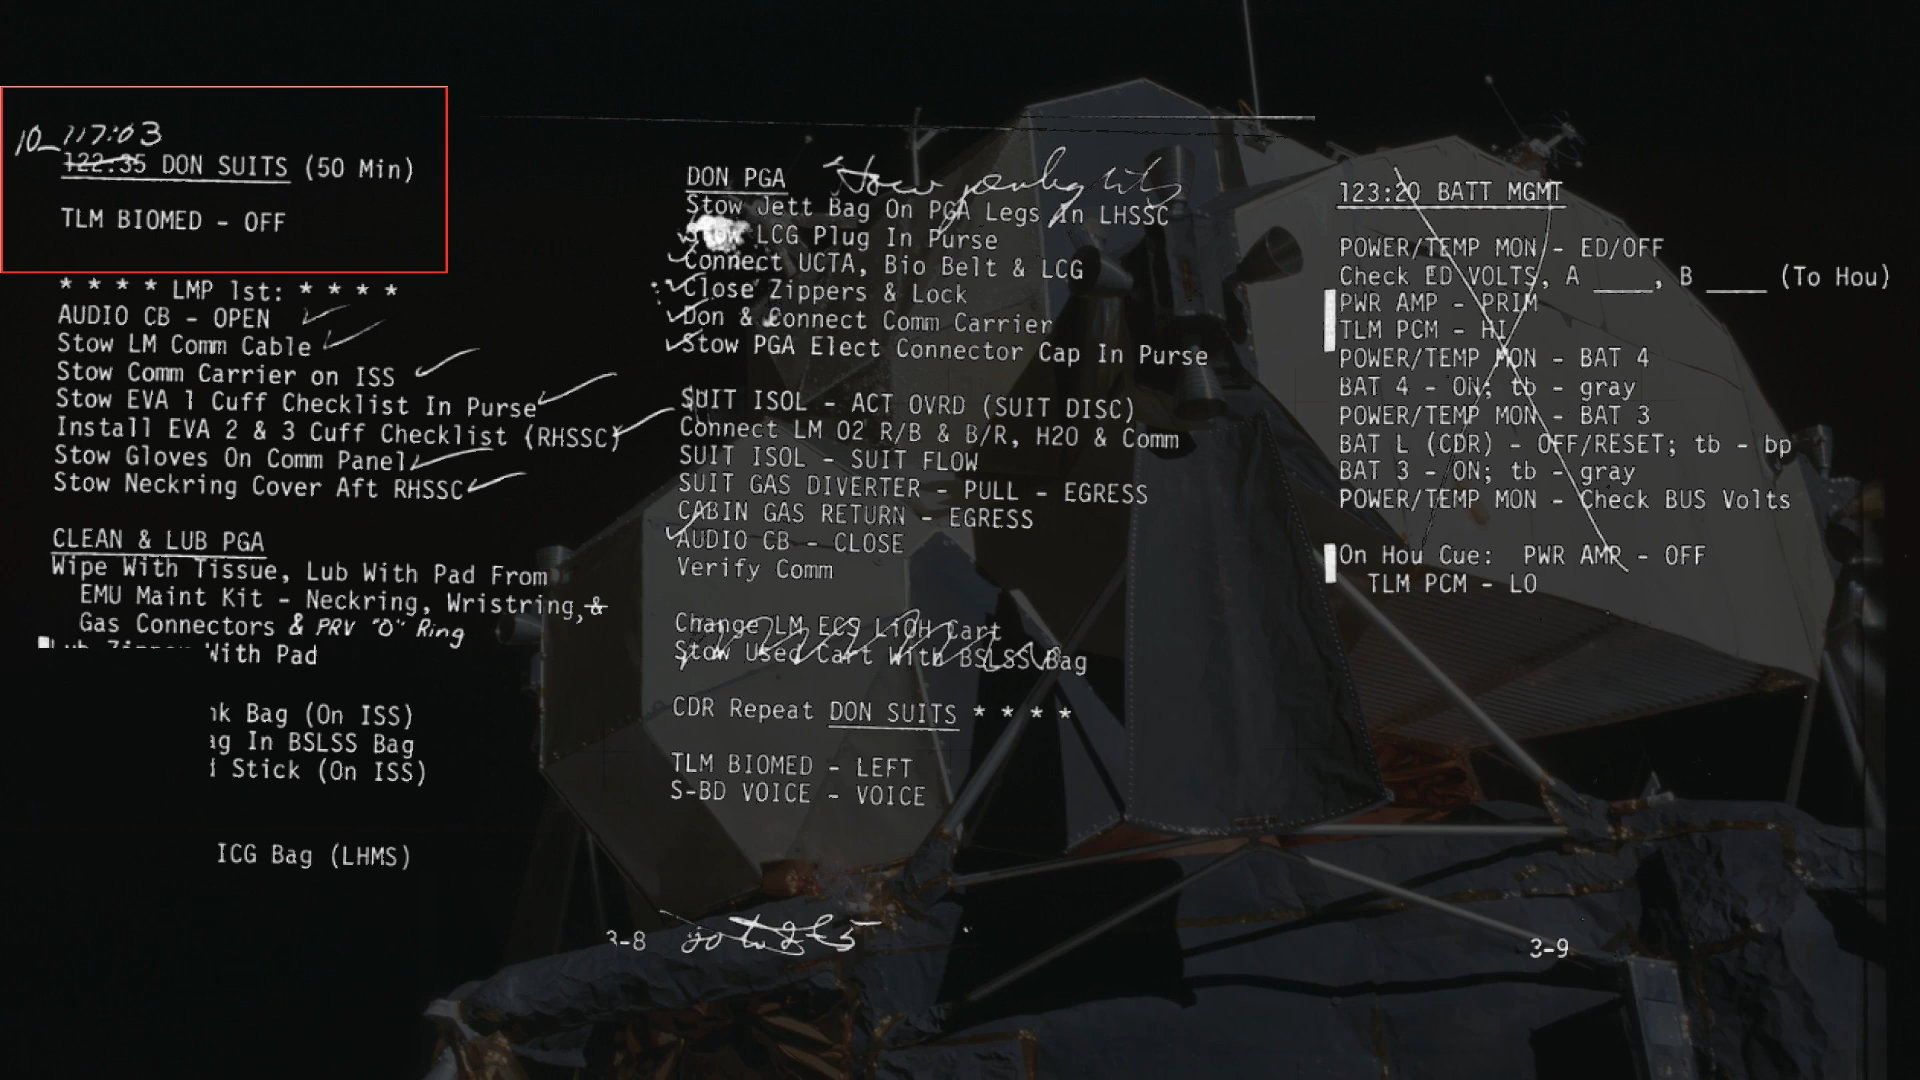 10_117:03
122:35 DON SUITS (50 Min)
TLM BIOMED - OFF
* * * * LMP 1st: * * * *
AUDIO CB - OPEN
Stow LM Comm Cable
Stow Comm Carrier on ISS
Stow EVA 1 Cuff Checklist In Purse
Install EVA 2 & 3 Cuff Checklist (RHSSC)
Stow Gloves On Comm Panel
Stow Neckring Cover Aft RHSSC
CLEAN & LUB PGA
Wipe With Tissue, Lub With Pad From
EMU Maint Kit - Neckring, Wristring, &
Gas Connectors & PRV "O" Ring
Lub Zipper With Pad
Bag (On ISS)
In BSLSS Bag
Stick (On ISS)
ICG Bag (LHMS)
3-8
DON PGA Stow
Stow Jett Bag On PGA Legs In LHSSC
Stow LCG Plug In Purse
Connect UCTA, Bio Belt & LCG
Close Zippers & Lock
Don & Connect Comm Carrier
Stow PGA Elect Connector Cap In Purse
SUIT ISOL - ACT OVRD (SUIT DISC)
Connect LM O2 R/B & B/R, H2O & Comm
SUIT ISOL - SUIT FLOW
SUIT GAS DIVERTER - PULL - EGRESS
CABIN GAS RETURN - EGRESS
AUDIO CB - CLOSE
Verify Comm
Change LM ECS LiOH Cart
Stow Used Cart With BSLSS Bag
CDR Repeat DON SUITS * * * *
TLM BIOMED - LEFT
S-BD VOICE - VOICE
go to
123:20 BATT MGMT
POWER/TEMP MON - ED/OFF
Check ED VOLTS, A ____, B ____ (To Hou)
PWR AMP - PRIM
TLM PCM - HI
POWER/TEMP MON - BAT 4
BAT 4 - ON; tb - gray
POWER/TEMP MON - BAT 3
BAT L (CDR) - OFF/RESET; tb - bp
BAT 3 - ON; tb - gray
POWER/TEMP MON - Check BUS Volts
On Hou Cue: PWR AMP - OFF
TLM PCM - LO
3-9